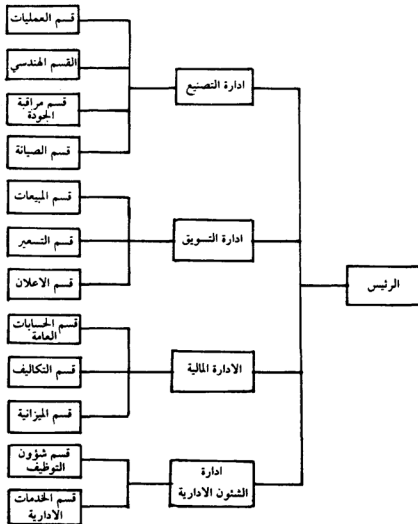 الرئيس
ادارة التصنيع
قسم العمليات
القسم الهندسي
قسم مراقبة
الجودة
قسم الصيانة
ادارة التسويق
قسم المبيعات
قسم التسعير
قسم الاعلان
الادارة المالية
قسم الحسابات
العامة
قسم التكاليف
قسم الميزانية
ادارة
الشئون الادارية
قسم شؤون
التوظيف
قسم الخدمات
الادارية